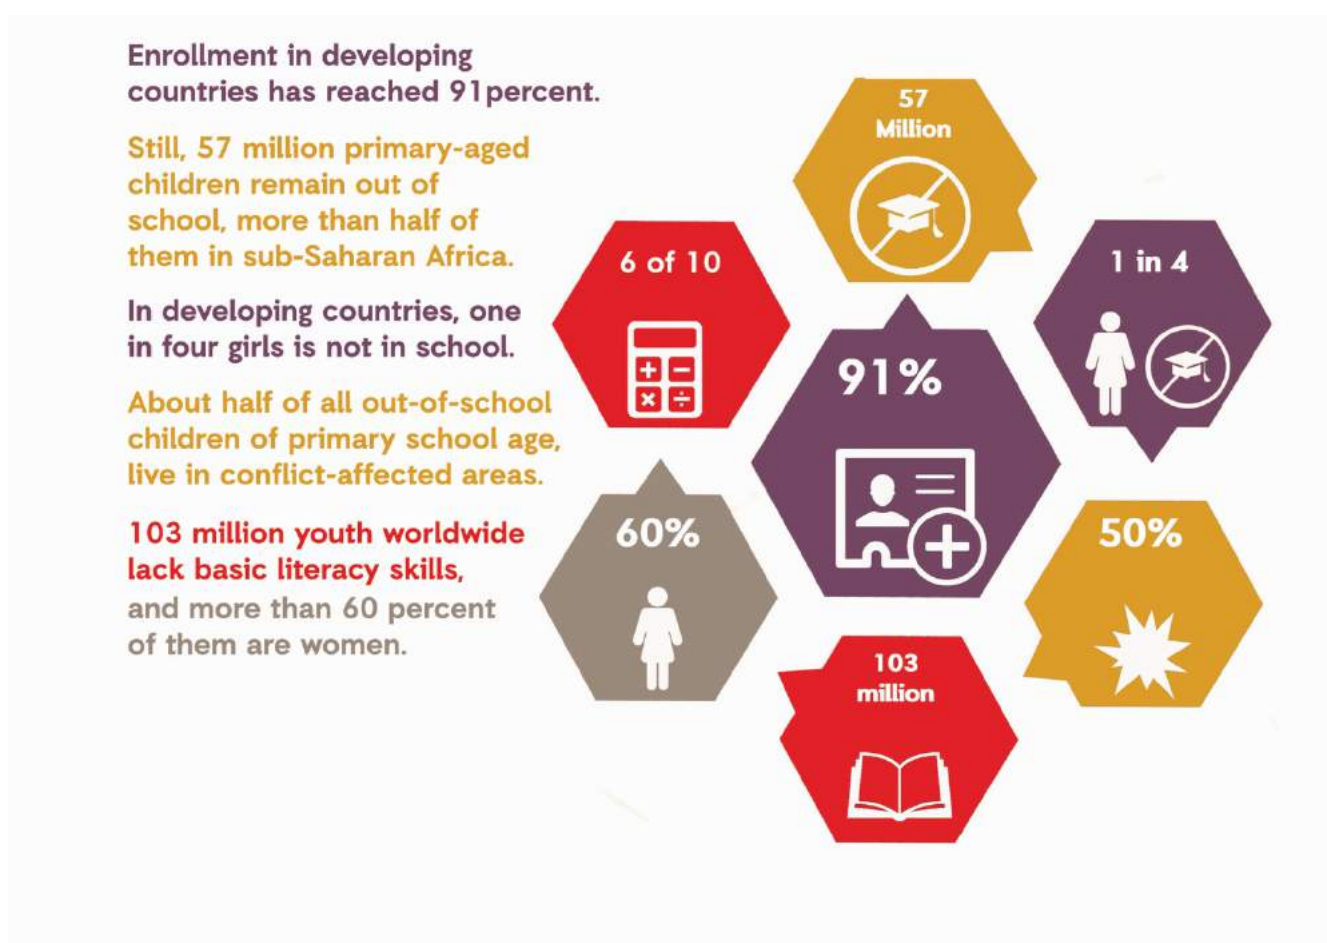 Enrollment in developing
countries has reached 91percent.
Still, 57 million primary-aged
children remain out of
school, more than half of
them in sub-Saharan Africa.
In developing countries, one
in four girls is not in school.
About half of all out-of-school
children of primary school age,
live in conflict-affected areas.
103 million youth worldwide
lack basic literacy skills,
and more than 60 percent
of them are women.
57
Million
6 of 10
1 in 4
91%
60%
50%
103
million